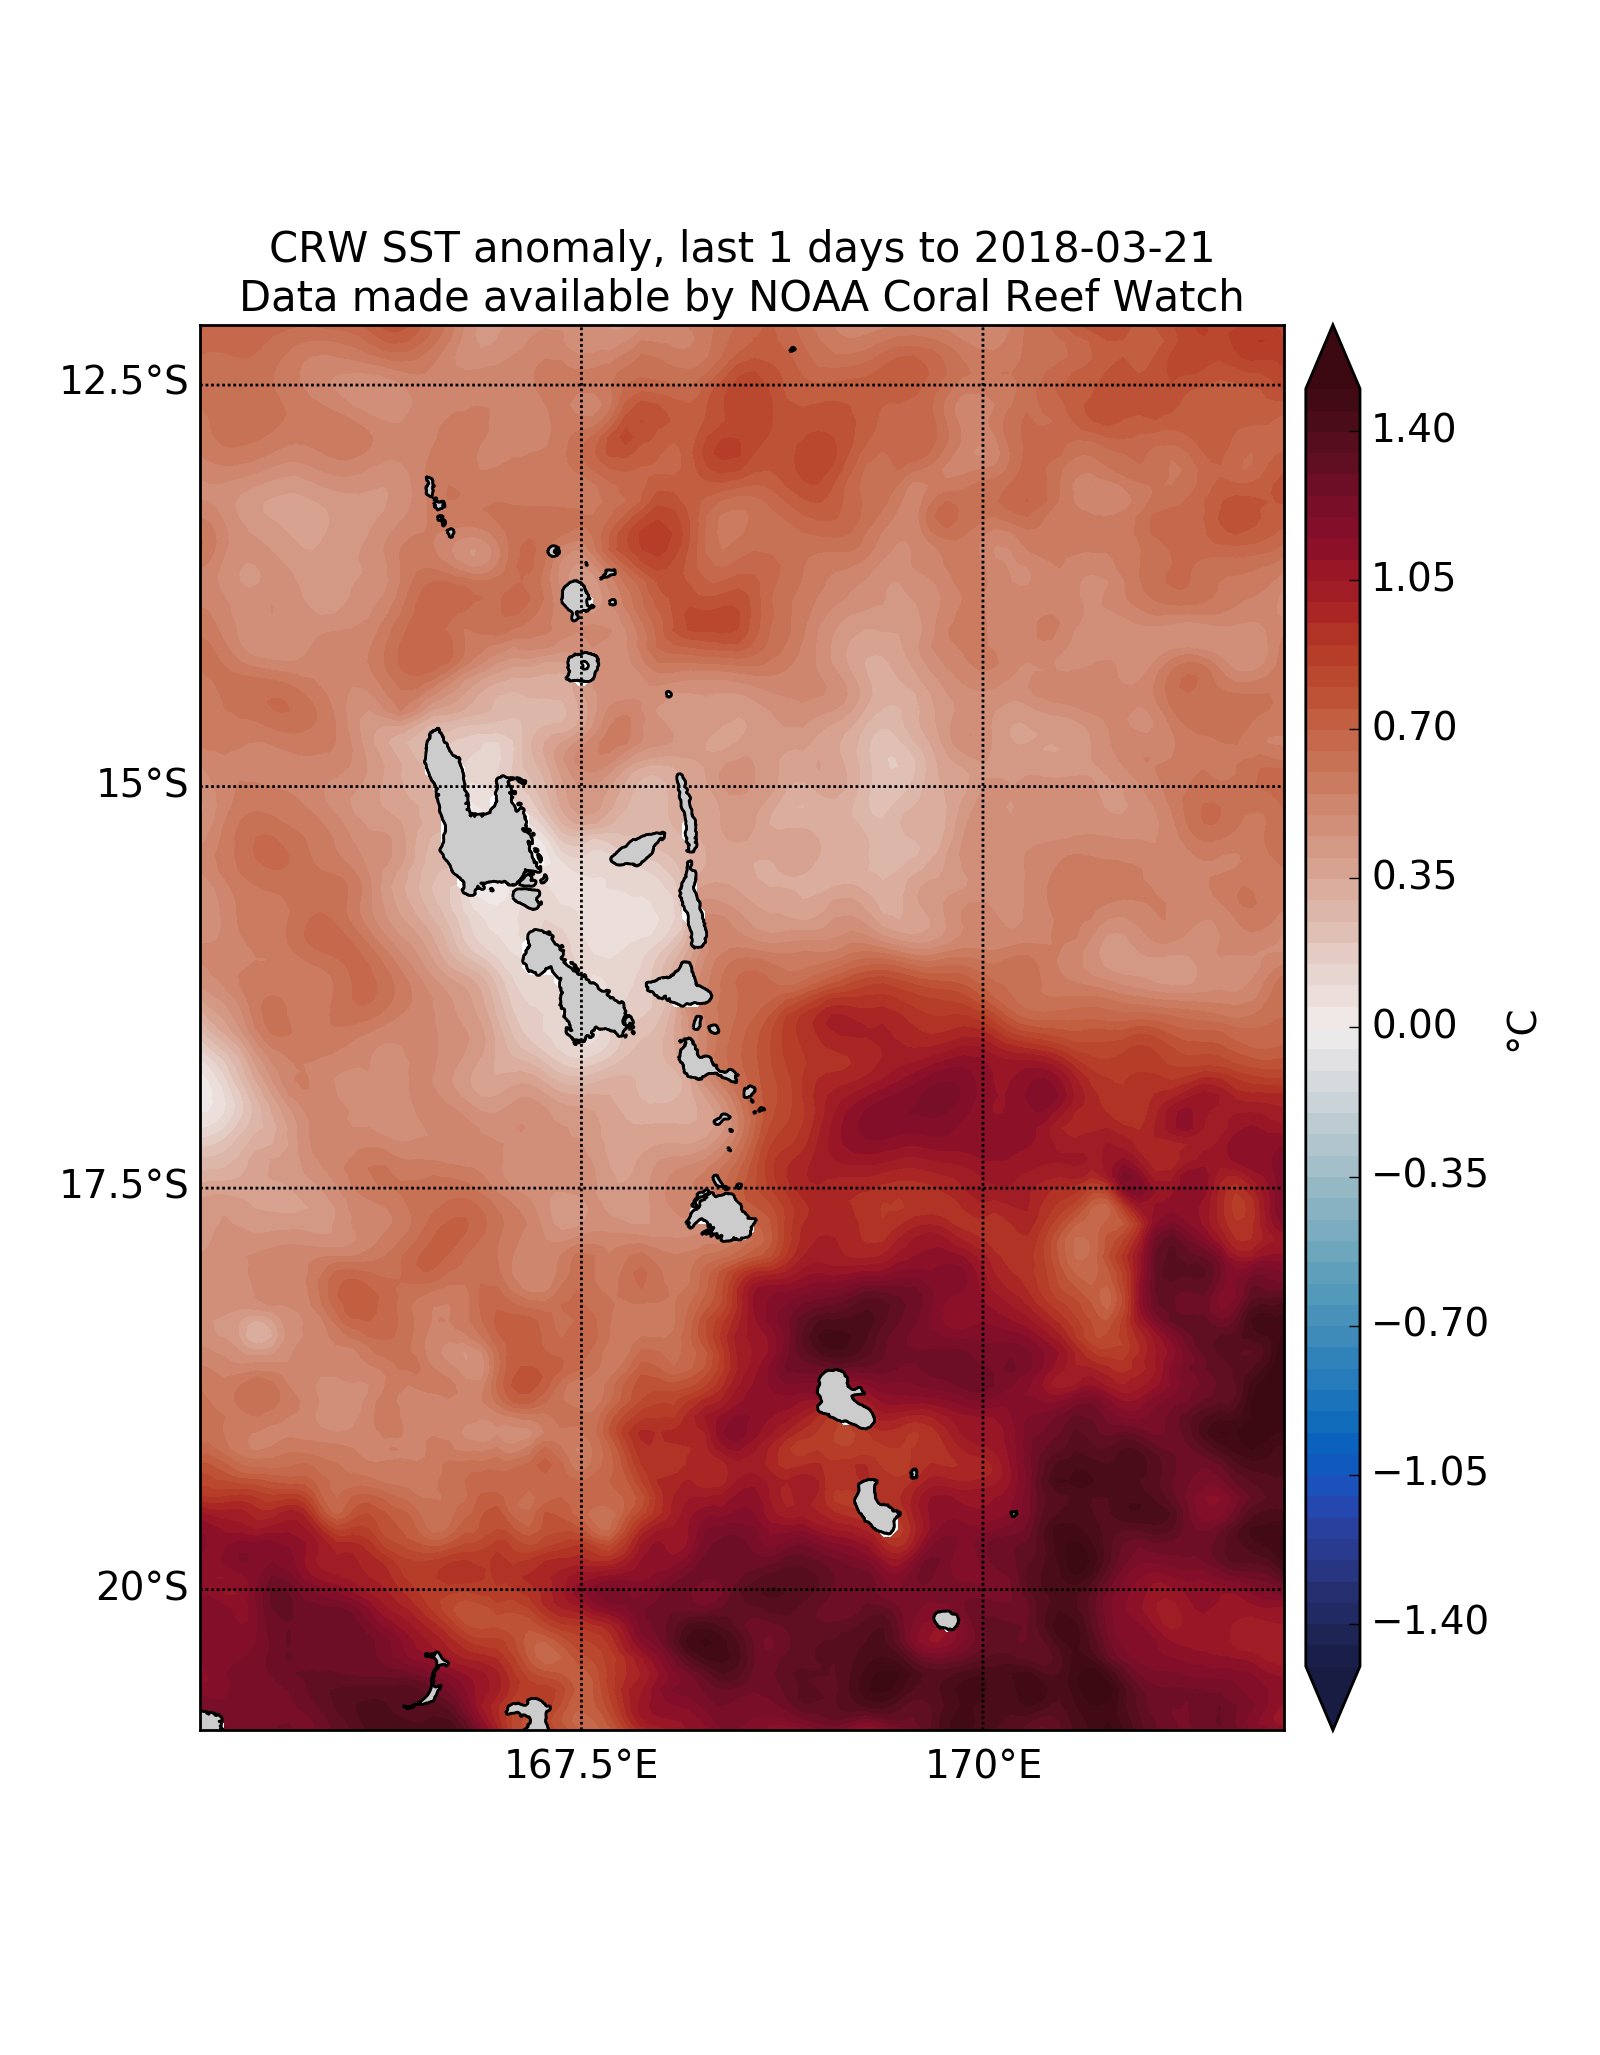 CRW SST anomaly, last 1 days to 2018-03-21
Data made available by NOAA Coral Reef Watch
12.5°S
15°S
17.5°S
20°S
167.5°E
170°E
1.40
1.05
0.70
0.35
0.00
−0.35
−0.70
−1.05
−1.40
°C